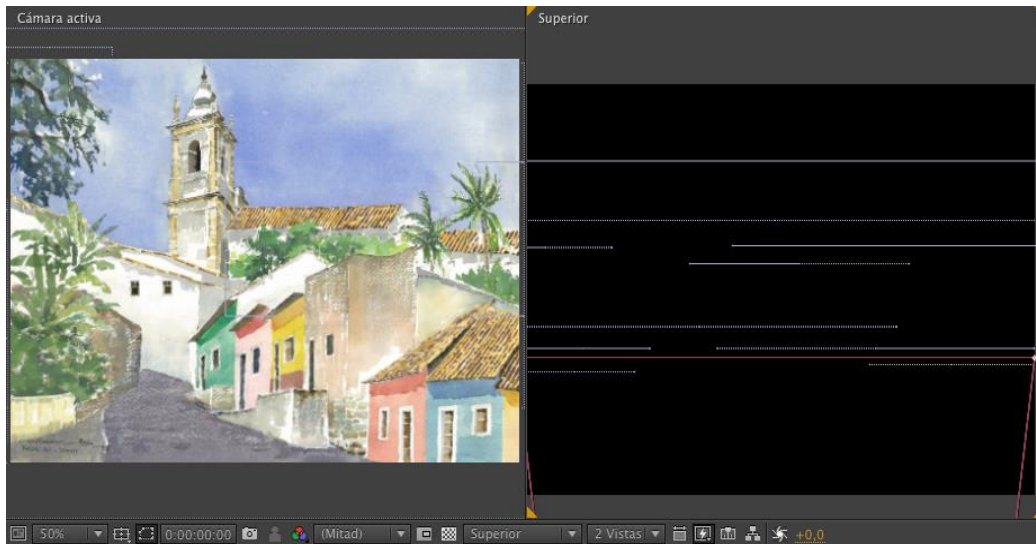 Cámara activa
Superior
50%
0:00:00:00
(Mitad)
Superior
2 Vistas
+0,0